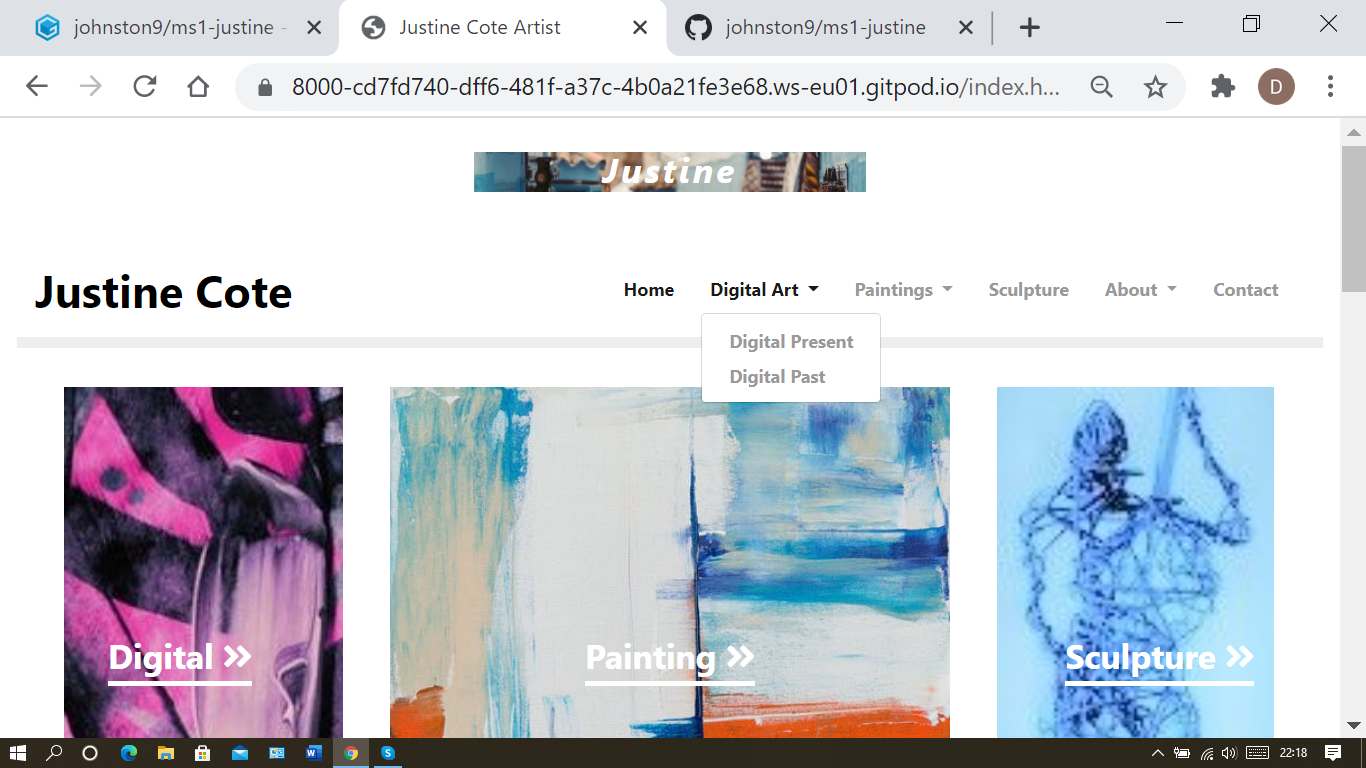 johnston9/ms1-justine -
Justine Cote Artist
johnston9/ms1-justine
8000-cd7fd740-dff6-481f-a37c-4b0a21fe3e68.ws-eu01.gitpod.io/index.h...
D
Justine
Justine Cote
Home Digital Art Paintings Sculpture About Contact
Digital Present
Digital Past
Digital »
Painting »
Sculpture »
22:18